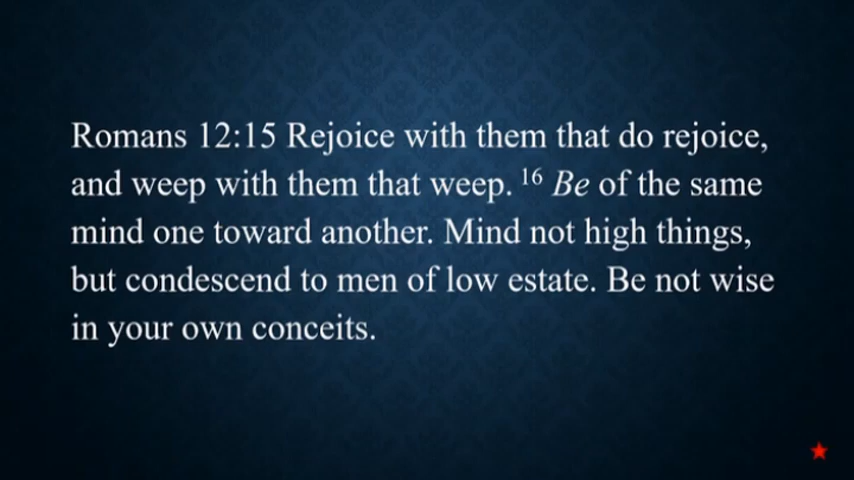 Romans 12:15 Rejoice with them that do rejoice,
and weep with them that weep. 16 Be of the same
mind one toward another. Mind not high things,
but condescend to men of low estate. Be not wise
in your own conceits.